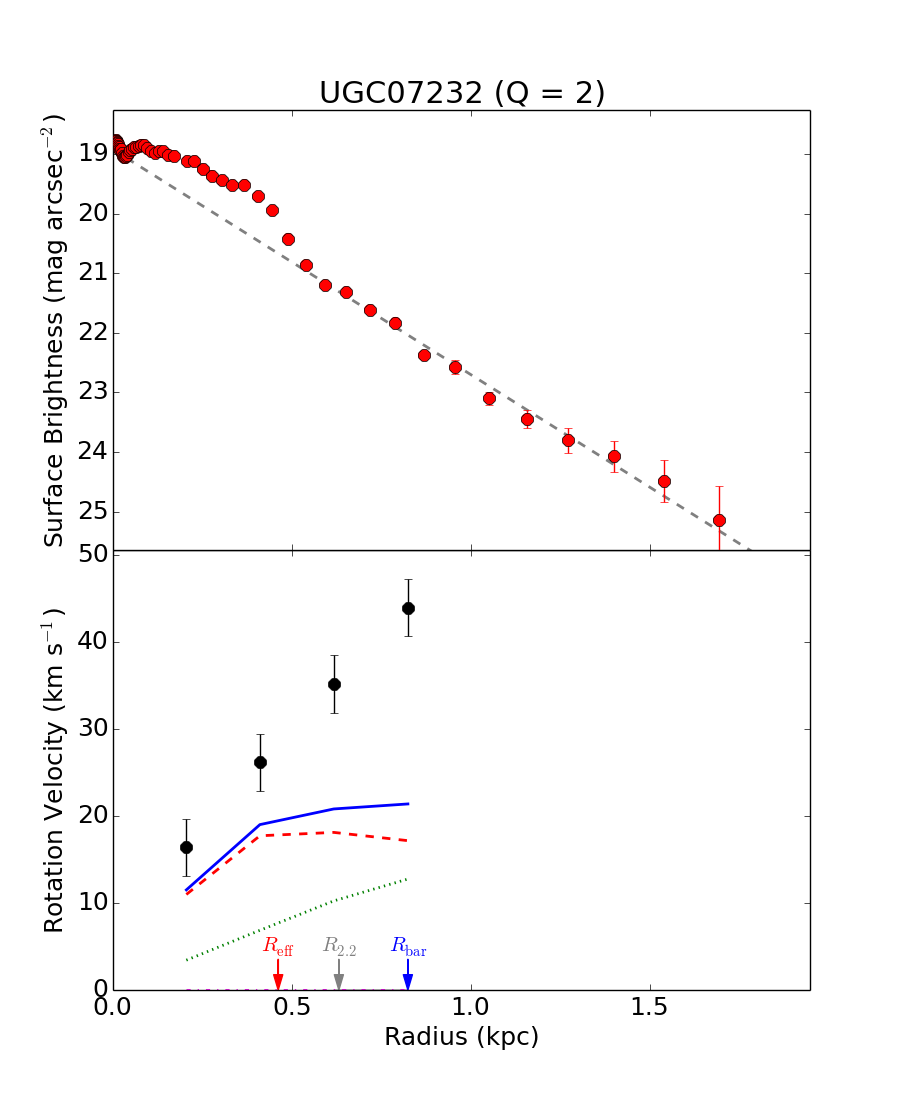 UGC07232 (Q = 2)
Surface Brightness (mag arcsec⁻²)
19
20
21
22
23
24
25
Rotation Velocity (km s⁻¹)
50
40
30
20
10
0
R_eff R_2.2 R_bar
0.0 0.5 1.0 1.5
Radius (kpc)